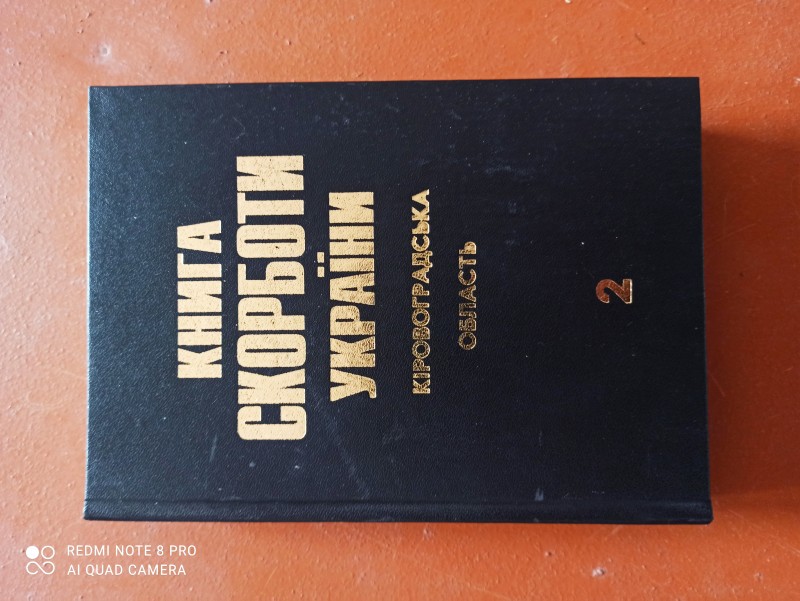 КНИГА
СКОРБОТИ
УКРАЇНИ
КІРОВОГРАДСЬКА
ОБЛАСТЬ
2
REDMI NOTE 8 PRO
AI QUAD CAMERA